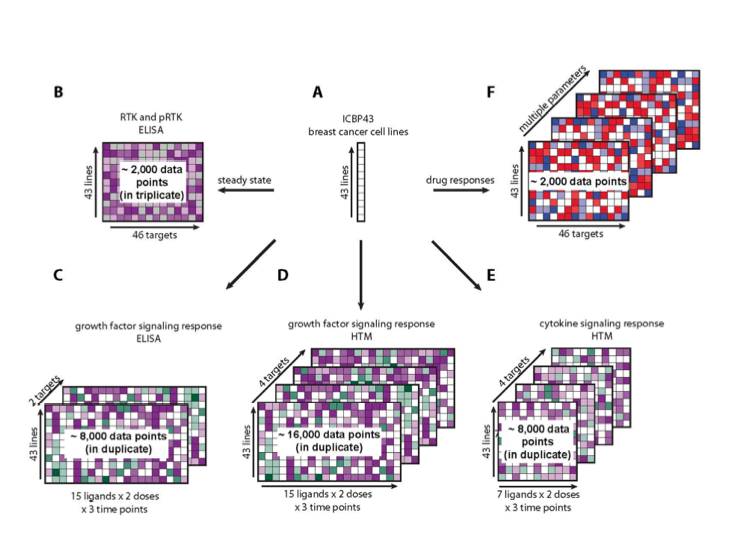 B
A
F
RTK and pRTK
ELISA
ICBP43
breast cancer cell lines
multiple parameters
43 lines
~ 2,000 data
points
(in triplicate)
46 targets
steady state
43 lines
drug responses
43 lines
~ 2,000 data points
46 targets
C
D
E
growth factor signaling response
ELISA
2 targets
43 lines
~ 8,000 data points
(in duplicate)
15 ligands x 2 doses
x 3 time points
growth factor signaling response
HTM
4 targets
43 lines
~ 16,000 data points
(in duplicate)
15 ligands x 2 doses
x 3 time points
cytokine signaling response
HTM
4 targets
43 lines
~ 8,000 data
points
(in duplicate)
7 ligands x 2 doses
x 3 time points